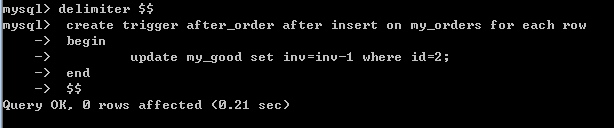 mysql> delimiter $$
mysql>  create trigger after_order after insert on my_orders for each row
    ->  begin
    ->          update my_good set inv=inv-1 where id=2;
    ->  end
    ->  $$
Query OK, 0 rows affected (0.21 sec)